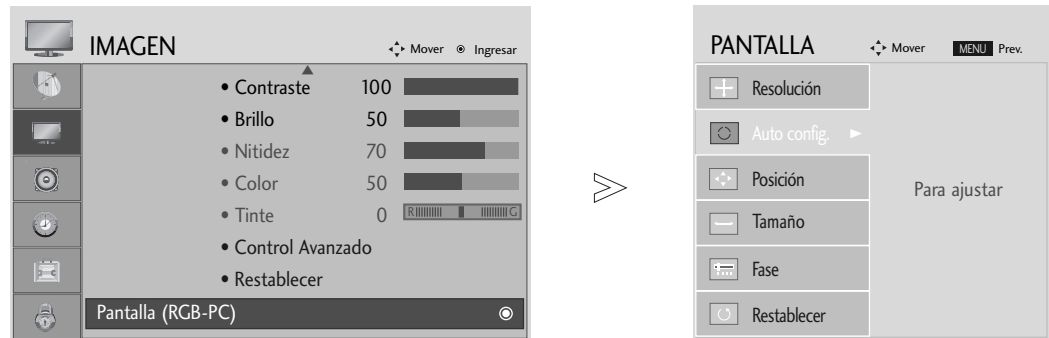 IMAGEN Mover Ingresar
• Contraste 100
• Brillo 50
• Nitidez 70
• Color 50
• Tinte 0 R G
• Control Avanzado
• Restablecer
Pantalla (RGB-PC)
PANTALLA Mover MENU Prev.
Resolución
Auto config.
Posición
Tamaño
Fase
Restablecer
Para ajustar